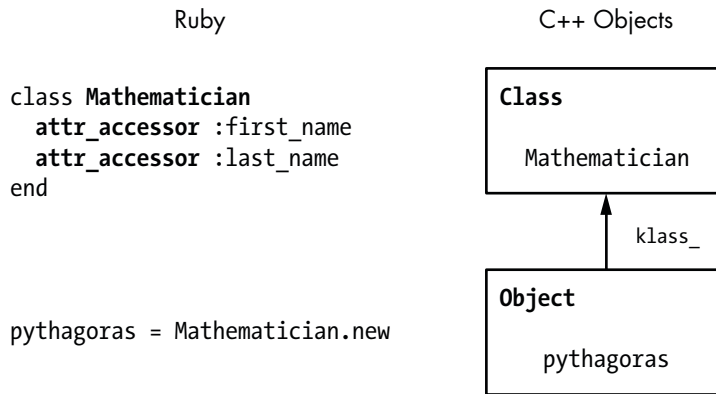 Ruby
C++ Objects
class Mathematician
  attr_accessor :first_name
  attr_accessor :last_name
end
Class
Mathematician
klass_
pythagoras = Mathematician.new
Object
pythagoras